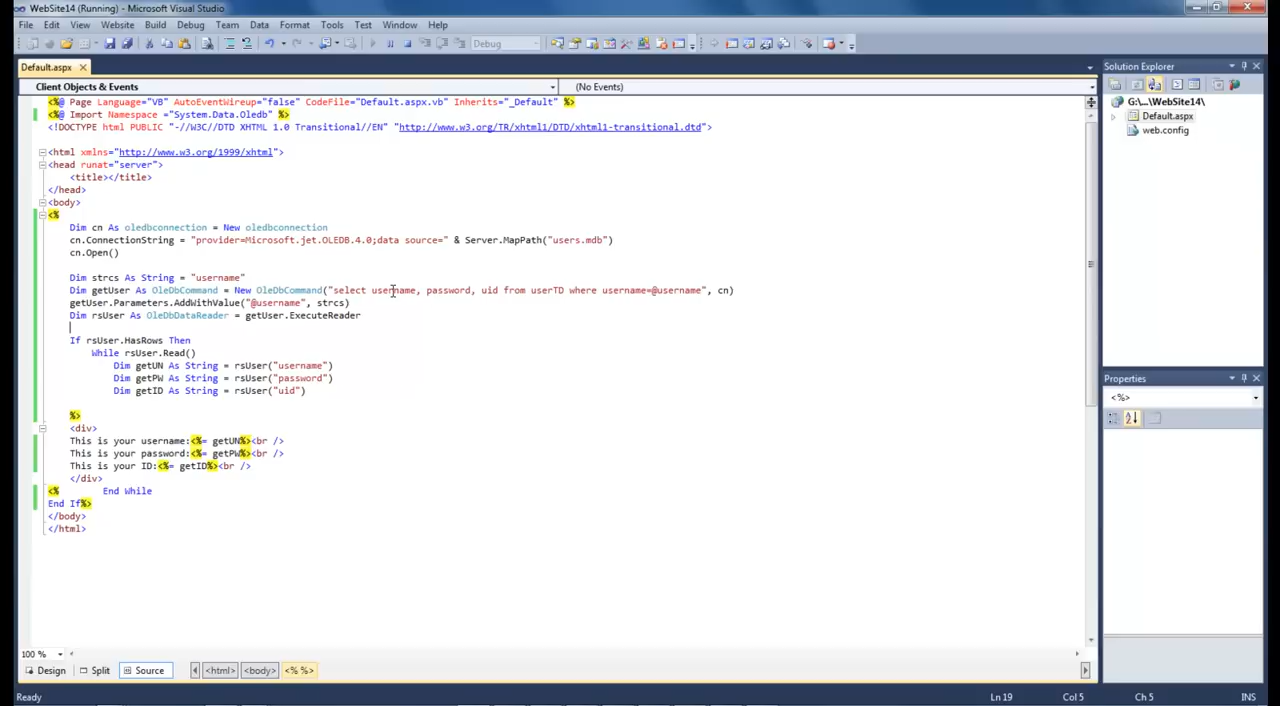 WebSite14 (Running) - Microsoft Visual Studio
File Edit View Website Build Debug Team Data Format Tools Test Window Help
Debug
Default.aspx
Client Objects & Events (No Events)
<%@ Page Language="VB" AutoEventWireup="false" CodeFile="Default.aspx.vb" Inherits="_Default" %>
<%@ Import Namespace ="System.Data.Oledb" %>
<!DOCTYPE html PUBLIC "-//W3C//DTD XHTML 1.0 Transitional//EN" "http://www.w3.org/TR/xhtml1/DTD/xhtml1-transitional.dtd">
<html xmlns="http://www.w3.org/1999/xhtml">
<head runat="server">
<title></title>
</head>
<body>
<%
Dim cn As oledbconnection = New oledbconnection
cn.ConnectionString = "provider=Microsoft.jet.OLEDB.4.0;data source=" & Server.MapPath("users.mdb")
cn.Open()
Dim strcs As String = "username"
Dim getUser As OleDbCommand = New OleDbCommand("select username, password, uid from userTD where username=@username", cn)
getUser.Parameters.AddWithValue("@username", strcs)
Dim rsUser As OleDbDataReader = getUser.ExecuteReader
If rsUser.HasRows Then
While rsUser.Read()
Dim getUN As String = rsUser("username")
Dim getPW As String = rsUser("password")
Dim getID As String = rsUser("uid")
%>
<div>
This is your username:<%= getUN%><br />
This is your password:<%= getPW%><br />
This is your ID:<%= getID%><br />
</div>
<% End While
End If%>
</body>
</html>
100 %
Design Split Source <html> <body> <% %>
Ready Ln 19 Col 5 Ch 5 INS
Solution Explorer
G:\...\WebSite14\
Default.aspx
web.config
Properties
<%>